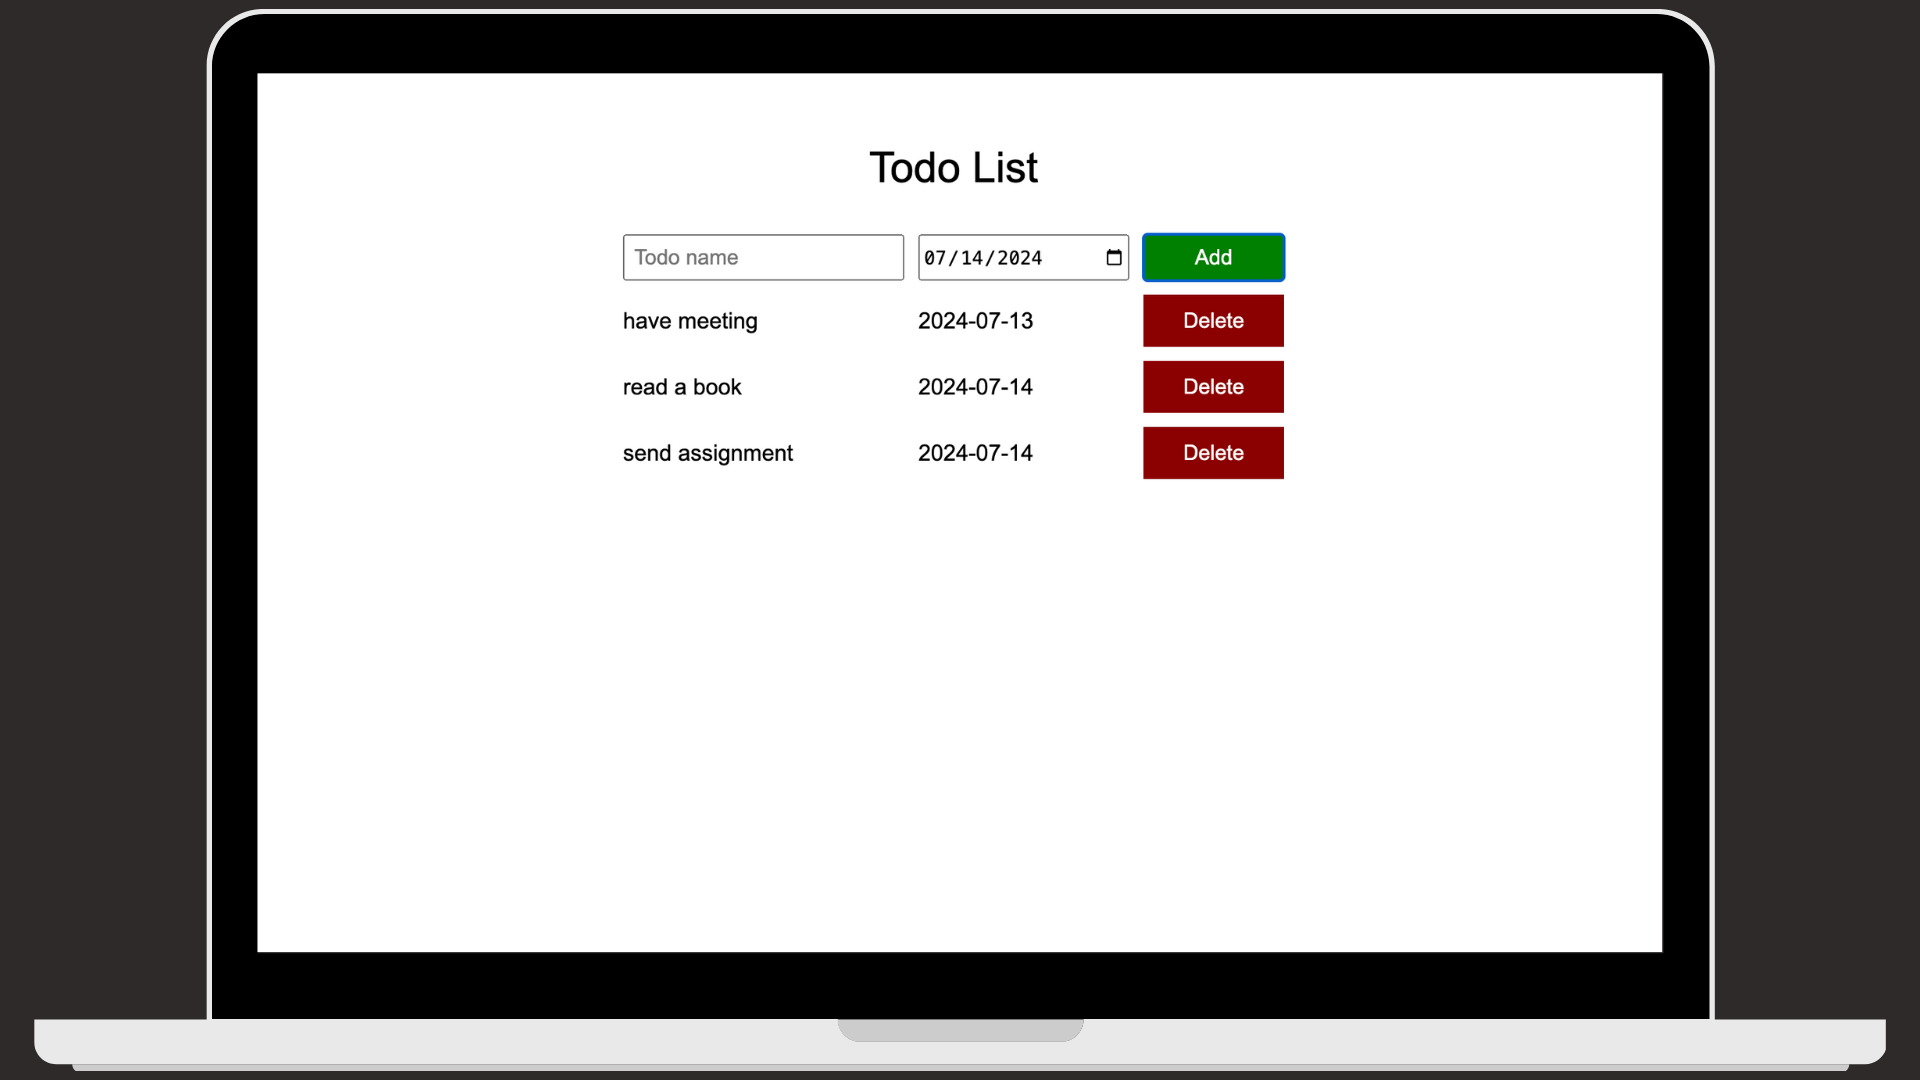 Todo List
Todo name 07/14/2024 Add
have meeting 2024-07-13 Delete
read a book 2024-07-14 Delete
send assignment 2024-07-14 Delete